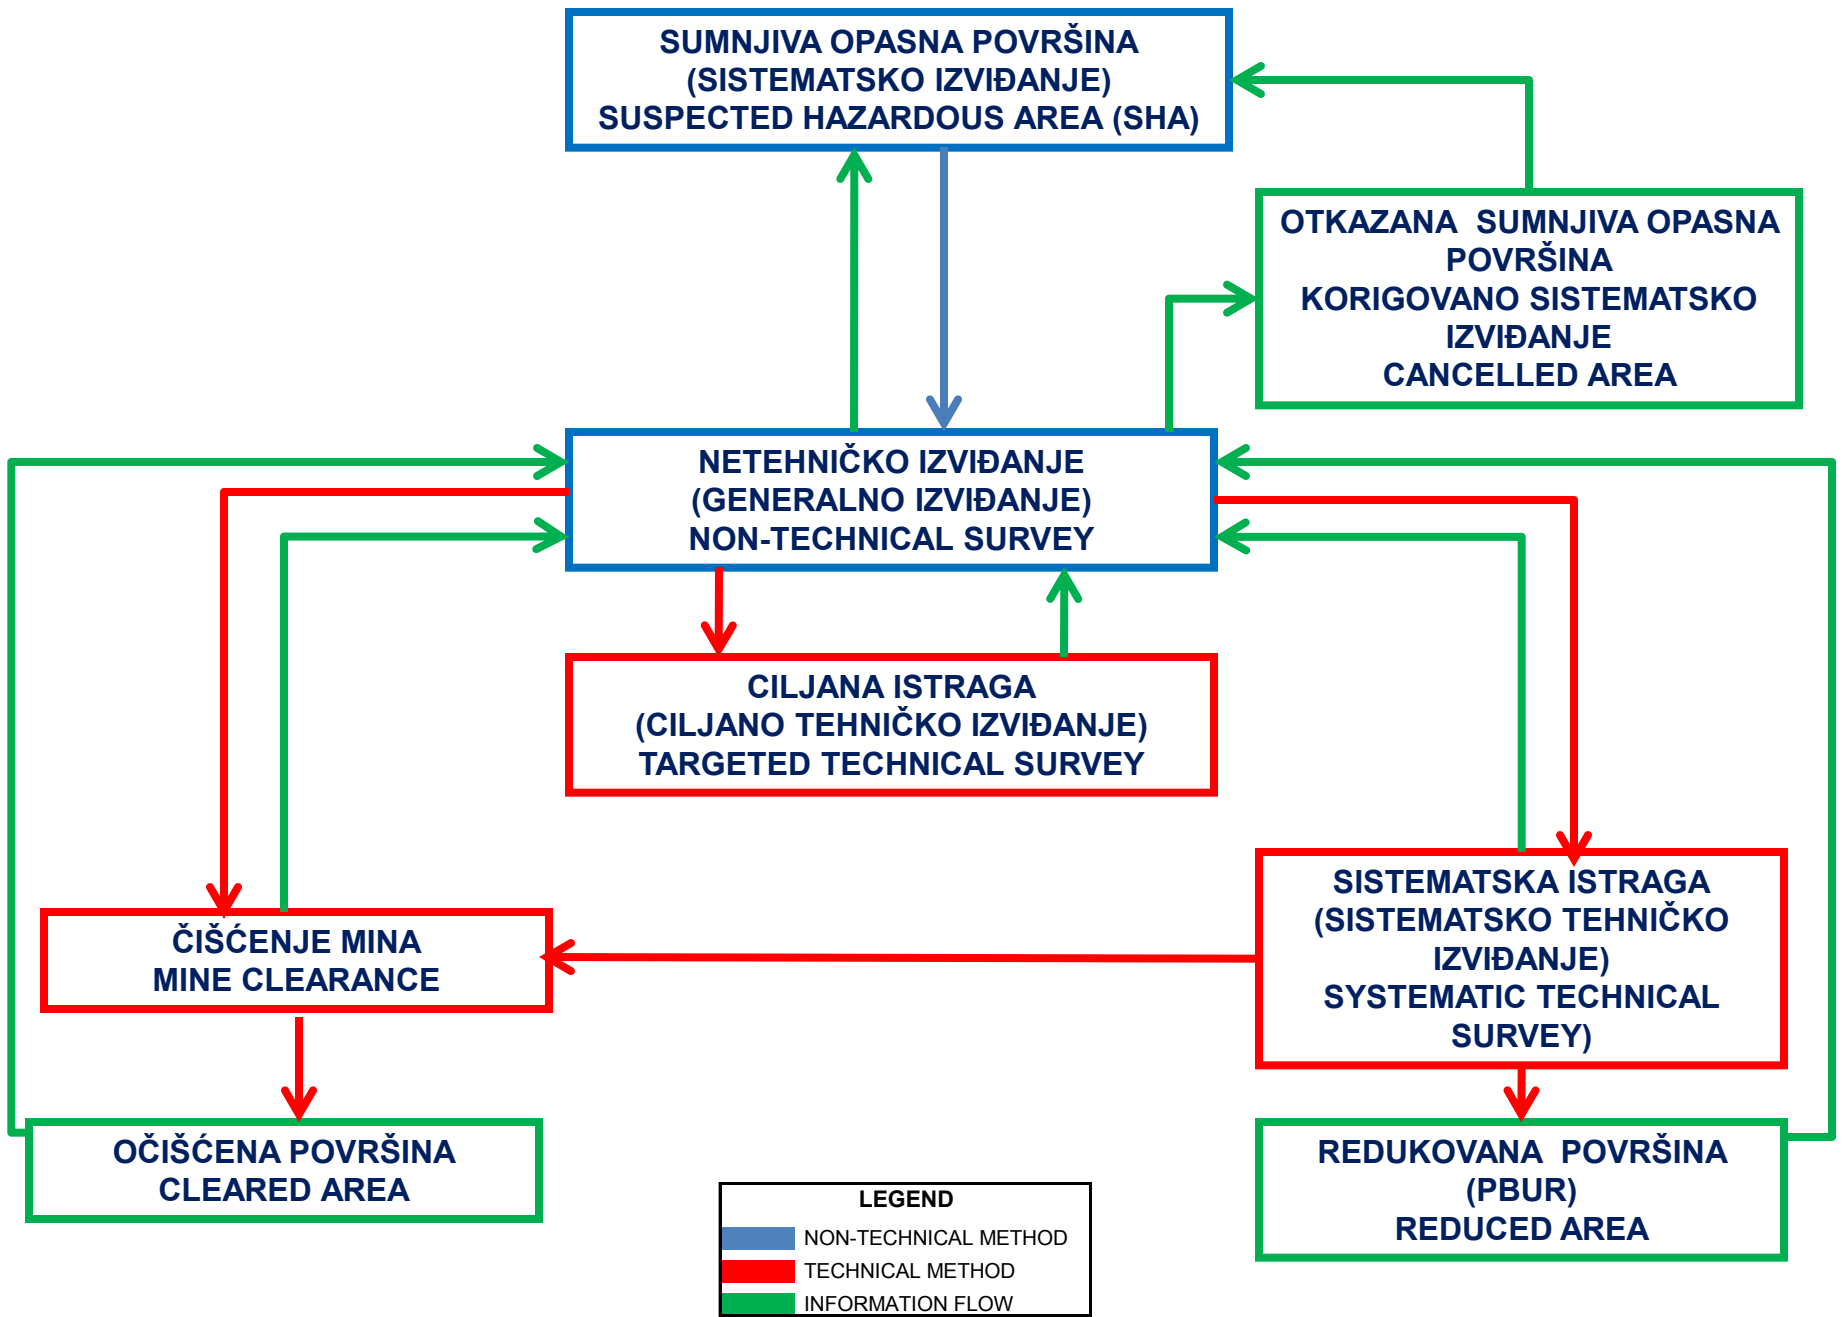 SUMNJIVA OPASNA POVRŠINA
(SISTEMATSKO IZVIĐANJE)
SUSPECTED HAZARDOUS AREA (SHA)
OTKAZANA SUMNJIVA OPASNA
POVRŠINA
KORIGOVANO SISTEMATSKO
IZVIĐANJE
CANCELLED AREA
NETEHNIČKO IZVIĐANJE
(GENERALNO IZVIĐANJE)
NON-TECHNICAL SURVEY
CILJANA ISTRAGA
(CILJANO TEHNIČKO IZVIĐANJE)
TARGETED TECHNICAL SURVEY
SISTEMATSKA ISTRAGA
(SISTEMATSKO TEHNIČKO
IZVIĐANJE)
SYSTEMATIC TECHNICAL
SURVEY)
ČIŠĆENJE MINA
MINE CLEARANCE
OČIŠĆENA POVRŠINA
CLEARED AREA
REDUKOVANA POVRŠINA
(PBUR)
REDUCED AREA
LEGEND
NON-TECHNICAL METHOD
TECHNICAL METHOD
INFORMATION FLOW